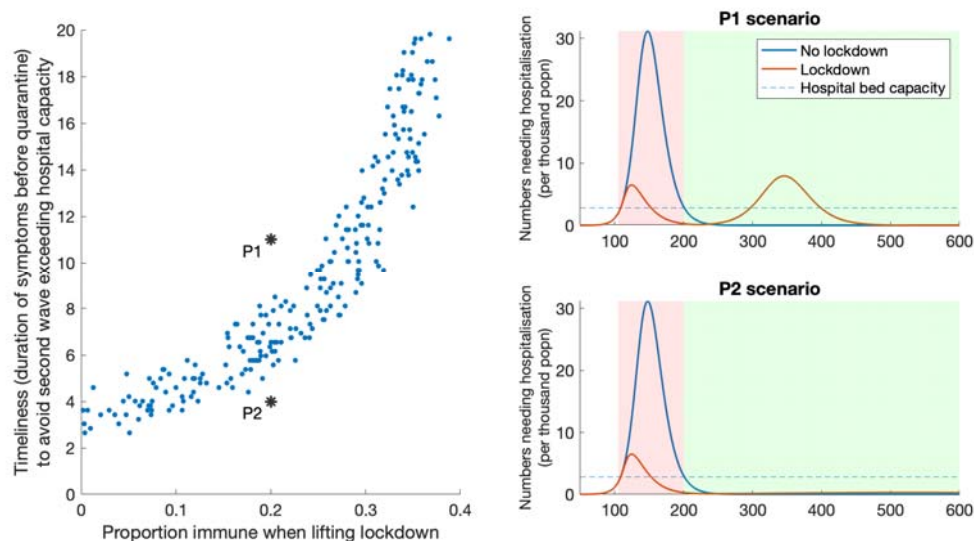 Timeliness (duration of symptoms before quarantine)
to avoid second wave exceeding hospital capacity
20
18
16
14
12
10
8
6
4
2
0
P1
P2
0
0.1
0.2
0.3
0.4
Proportion immune when lifting lockdown
P1 scenario
Numbers needing hospitalisation
(per thousand popn)
30
20
10
0
No lockdown
Lockdown
Hospital bed capacity
100
200
300
400
500
600
P2 scenario
Numbers needing hospitalisation
(per thousand popn)
30
20
10
0
100
200
300
400
500
600